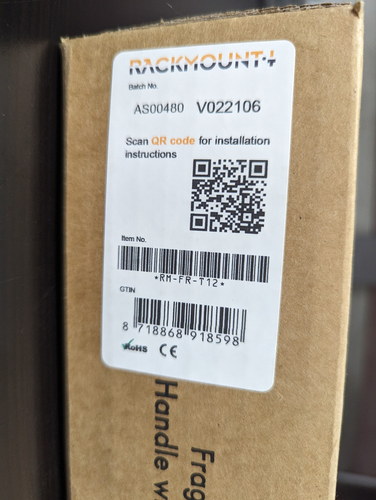 RACKMOUNT·IT
Batch No.
AS00480 V022106
Scan QR code for installation
instructions
Item No.
*RM-FR-T12*
GTIN
8 718868 918598
RoHS CE
Frag
Handle w